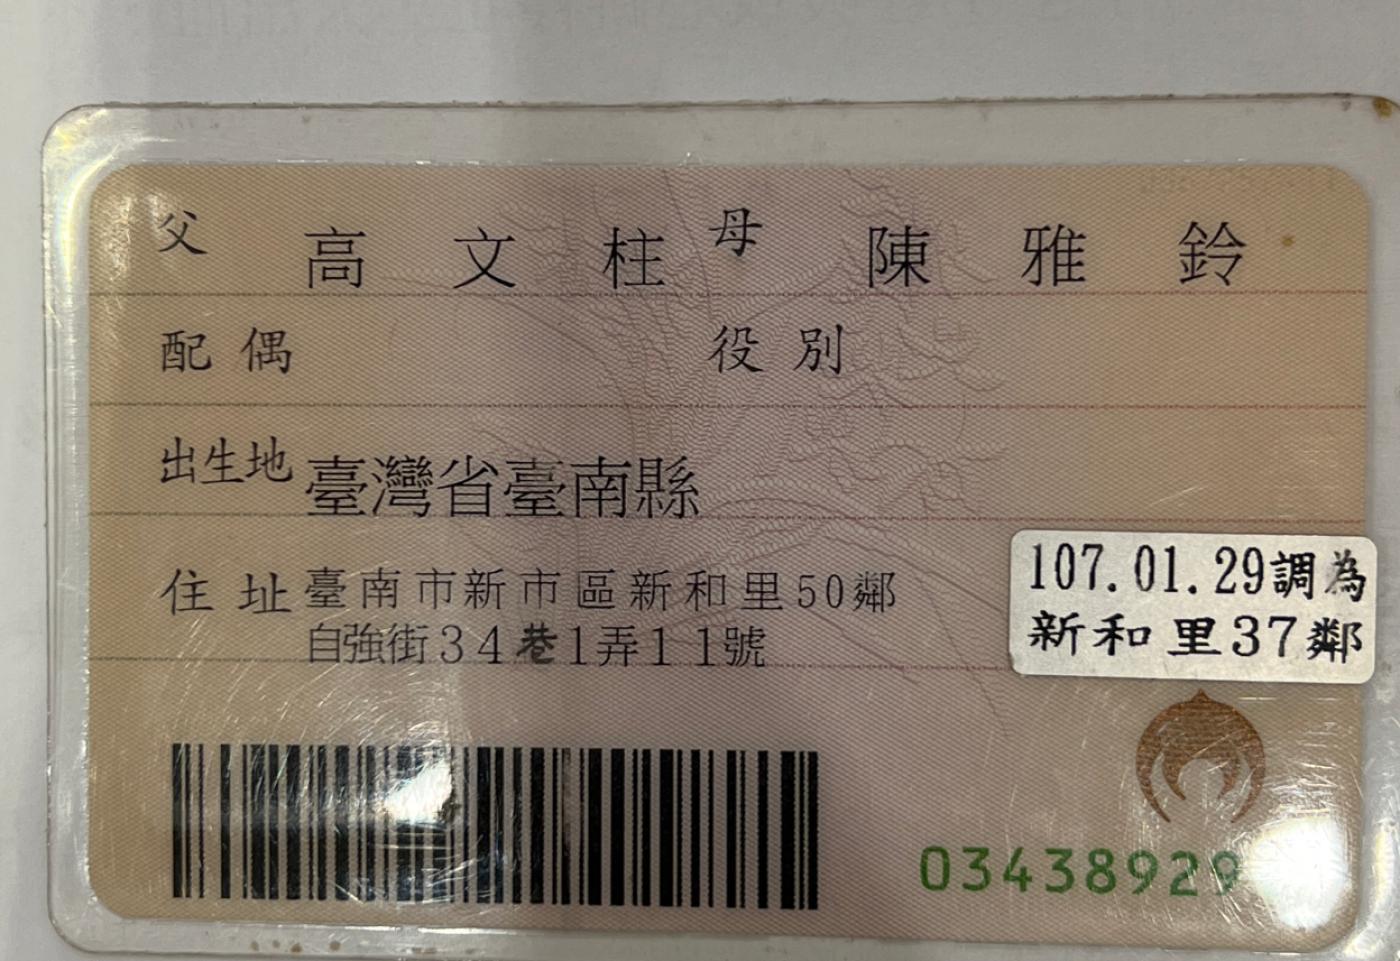 父 高文柱 母 陳雅鈴
配偶 役別
出生地 臺灣省臺南縣
住址 臺南市新市區新和里50鄰
自強街34巷1弄11號
107.01.29調為
新和里37鄰
03438929